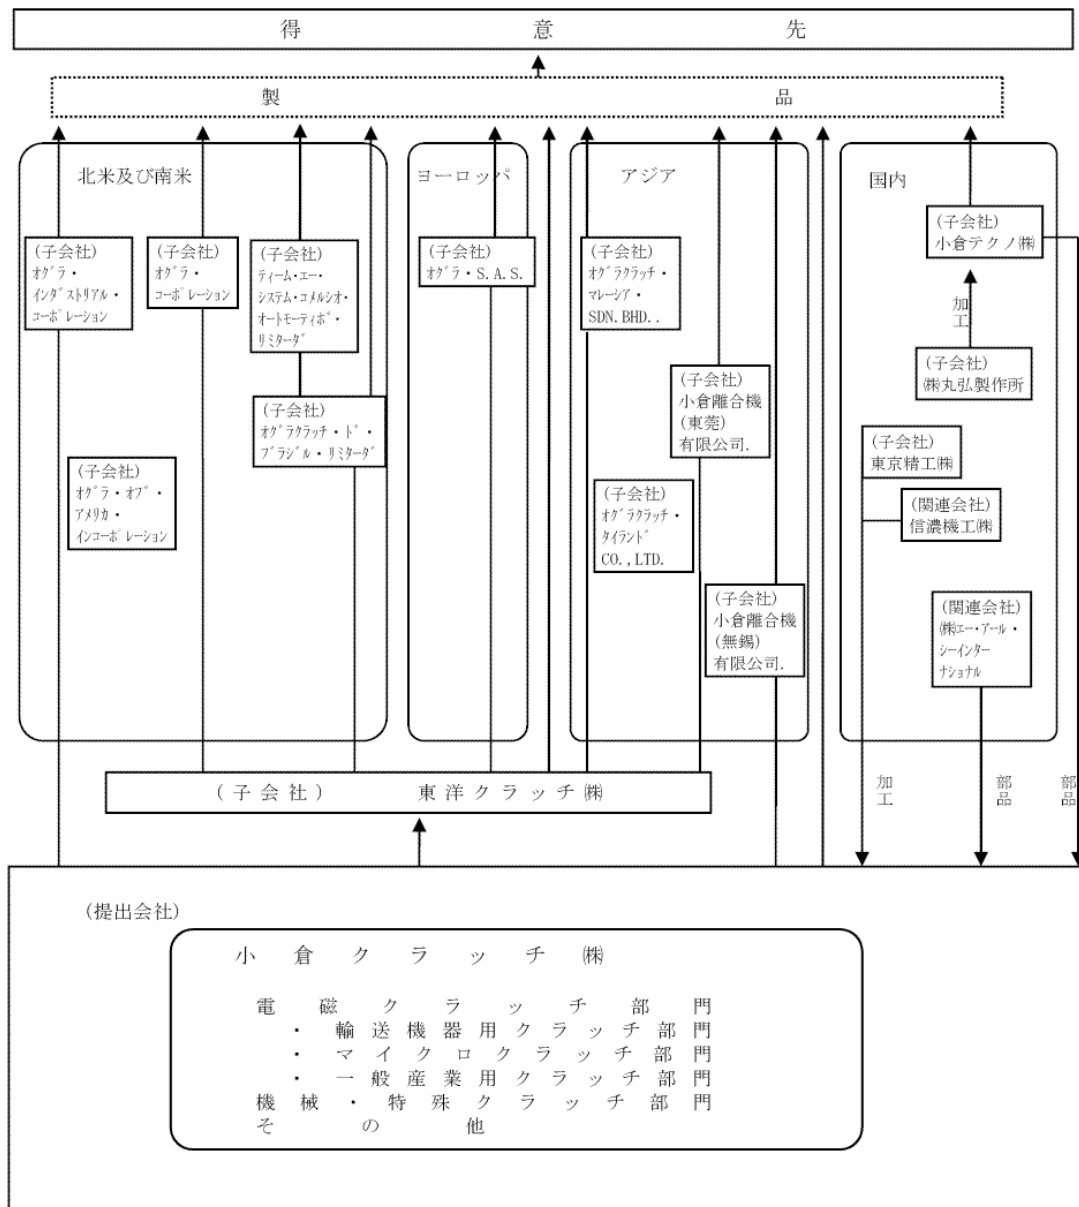 得意先
製品
北米及び南米
ヨーロッパ
アジア
国内
(子会社)
ｵｸﾞﾗ・
ｲﾝﾀﾞｽﾄﾘｱﾙ・
ｺｰﾎﾟﾚｰｼｮﾝ
(子会社)
ｵｸﾞﾗ・
ｺｰﾎﾟﾚｰｼｮﾝ
(子会社)
ﾃｨｰﾑ・ｴｰ・
ｼｽﾃﾑ・ｺﾒﾙｼｵ・
ｵｰﾄﾓｰﾃｨﾎﾞ・
ﾘﾐﾀｰﾀﾞ
(子会社)
ｵｸﾞﾗｸﾗｯﾁ・ﾄﾞ・
ﾌﾞﾗｼﾞﾙ・ﾘﾐﾀｰﾀﾞ
(子会社)
ｵｸﾞﾗ・ｵﾌﾞ・
ｱﾒﾘｶ・
ｲﾝｺｰﾎﾟﾚｰｼｮﾝ
(子会社)
ｵｸﾞﾗ・S.A.S.
(子会社)
ｵｸﾞﾗｸﾗｯﾁ・
ﾏﾚｰｼｱ・
SDN.BHD..
(子会社)
小倉離合機
(東莞)
有限公司.
(子会社)
ｵｸﾞﾗｸﾗｯﾁ・
ﾀｲﾗﾝﾄﾞ
CO.,LTD.
(子会社)
小倉離合機
(無錫)
有限公司.
(子会社)
小倉テクノ㈱
加工
(子会社)
㈱丸弘製作所
(子会社)
東京精工㈱
(関連会社)
信濃機工㈱
(関連会社)
㈱ｴｰ・ｱｰﾙ・
ｼｰｲﾝﾀｰ
ﾅｼｮﾅﾙ
加工
部品
部品
(子会社)　東洋クラッチ㈱
(提出会社)
小倉クラッチ㈱
電磁クラッチ部門
・輸送機器用クラッチ部門
・マイクロクラッチ部門
・一般産業用クラッチ部門
機械・特殊クラッチ部門
その他